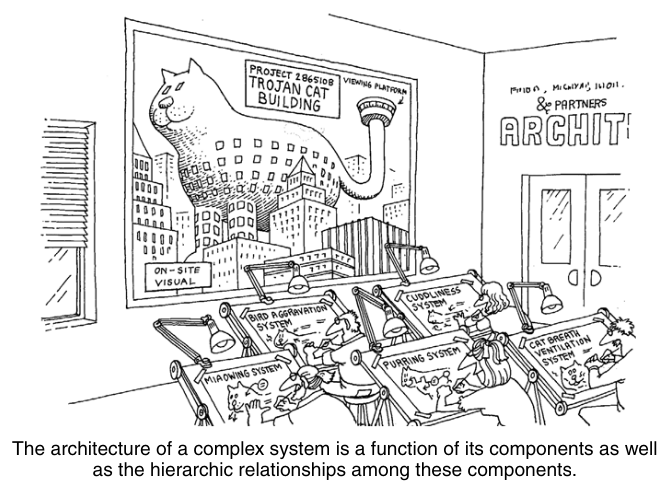 PROJECT 2865108
TROJAN CAT
BUILDING
VIEWING PLATFORM
& PARTNERS
ARCHIT
ON-SITE
VISUAL
BIRD AGGRAVATION
SYSTEM
CUDDLINESS
SYSTEM
MIAOWING SYSTEM
PURRING SYSTEM
CAT BREATH
VENTILATION
SYSTEM
The architecture of a complex system is a function of its components as well
as the hierarchic relationships among these components.